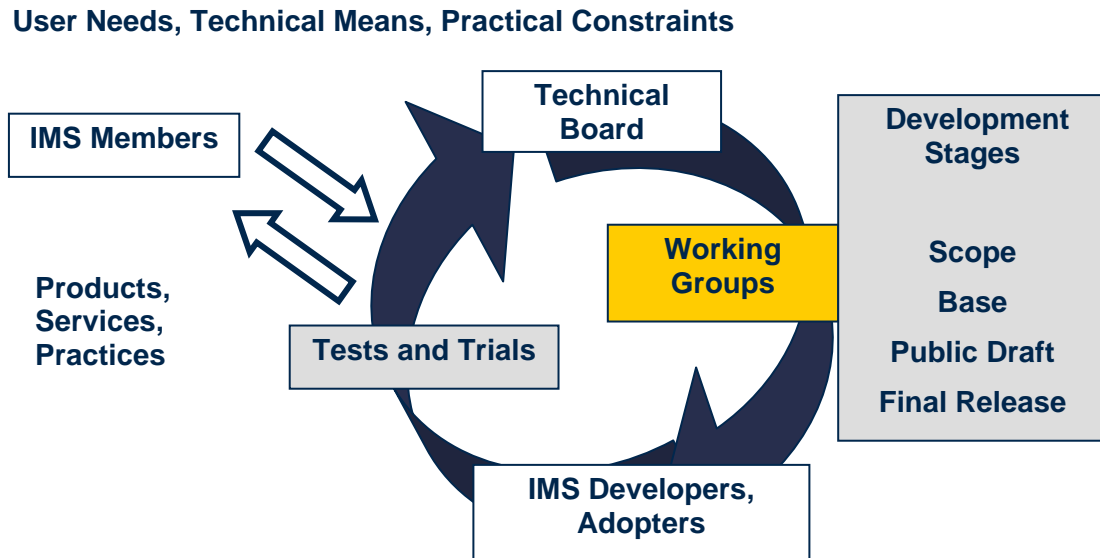 User Needs, Technical Means, Practical Constraints
Technical
Board
IMS Members
Development
Stages
Working
Groups
Scope
Base
Public Draft
Final Release
Products,
Services,
Practices
Tests and Trials
IMS Developers,
Adopters